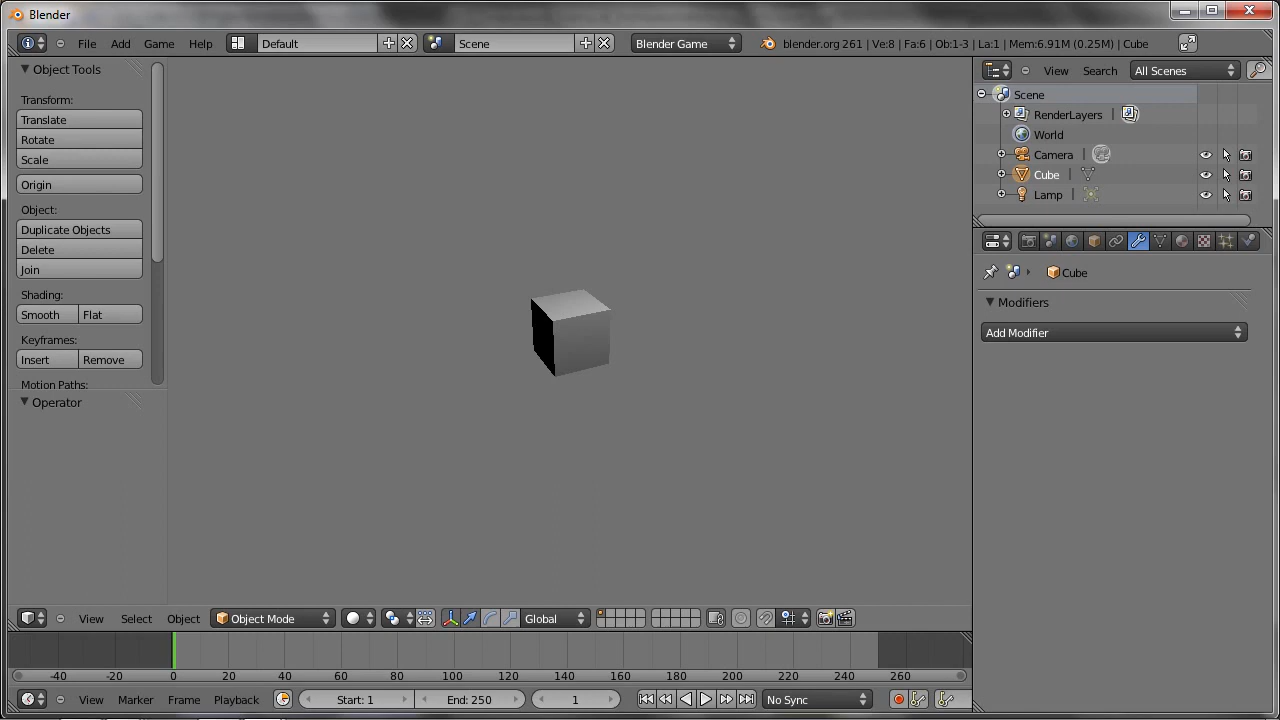 Blender
File Add Game Help Default Scene Blender Game blender.org 261 | Ve:8 | Fa:6 | Ob:1-3 | La:1 | Mem:6.91M (0.25M) | Cube
Object Tools
Transform:
Translate
Rotate
Scale
Origin
Object:
Duplicate Objects
Delete
Join
Shading:
Smooth Flat
Keyframes:
Insert Remove
Motion Paths:
Operator
View Search All Scenes
Scene
RenderLayers |
World
Camera |
Cube |
Lamp |
Cube
Modifiers
Add Modifier
View Select Object Object Mode Global
-40 -20 0 20 40 60 80 100 120 140 160 180 200 220 240 260
View Marker Frame Playback Start: 1 End: 250 1 No Sync